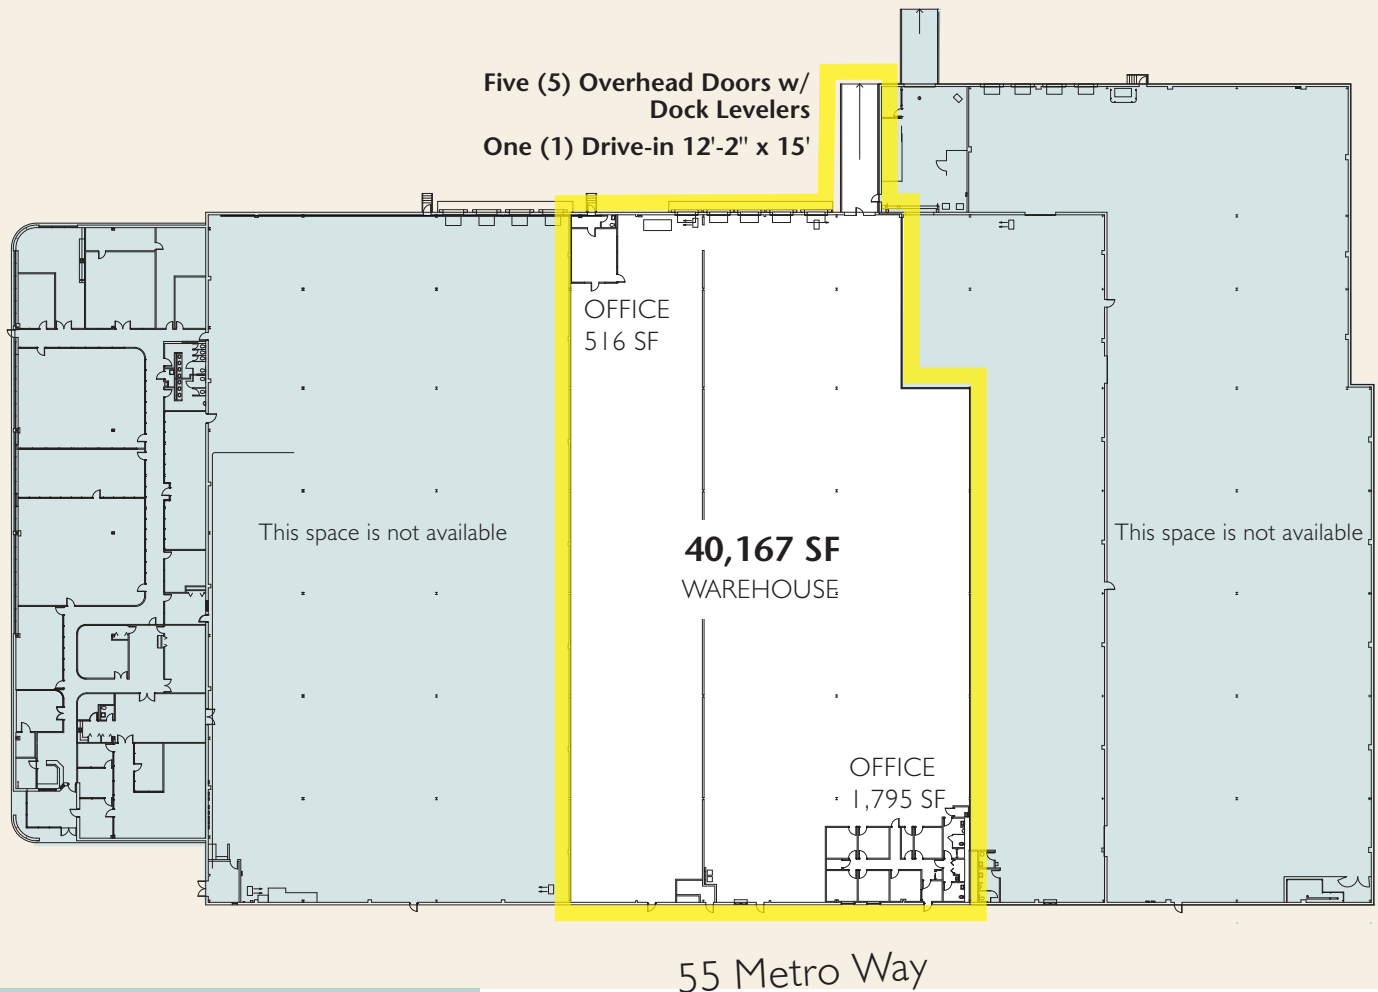 Five (5) Overhead Doors w/
Dock Levelers
One (1) Drive-in 12'-2" x 15'
OFFICE
516 SF
This space is not available
40,167 SF
WAREHOUSE
This space is not available
OFFICE
1,795 SF
55 Metro Way